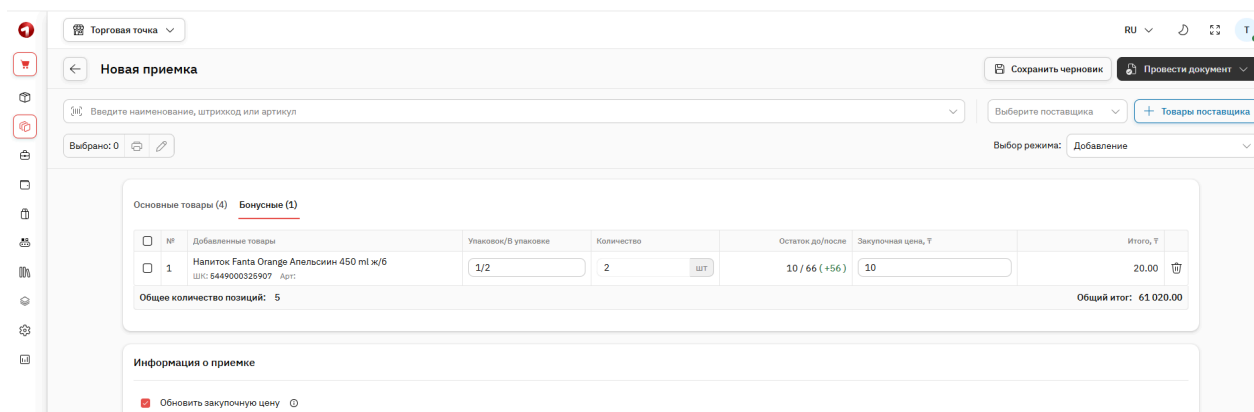 Торговая точка
RU
T
Новая приемка
Сохранить черновик
Провести документ
Введите наименование, штрихкод или артикул
Выберите поставщика
Товары поставщика
Выбрано: 0
Выбор режима:
Добавление
Основные товары (4) Бонусные (1)
№ Добавленные товары Упаковок/В упаковке Количество Остаток до/после Закупочная цена, ₸ Итого, ₸
1 Напиток Fanta Orange Апельсиин 450 ml ж/б 1/2 2 шт 10 / 66 ( +56 ) 10 20.00
ШК: 5449000325907 Арт:
Общее количество позиций: 5 Общий итог: 61 020.00
Информация о приемке
Обновить закупочную цену